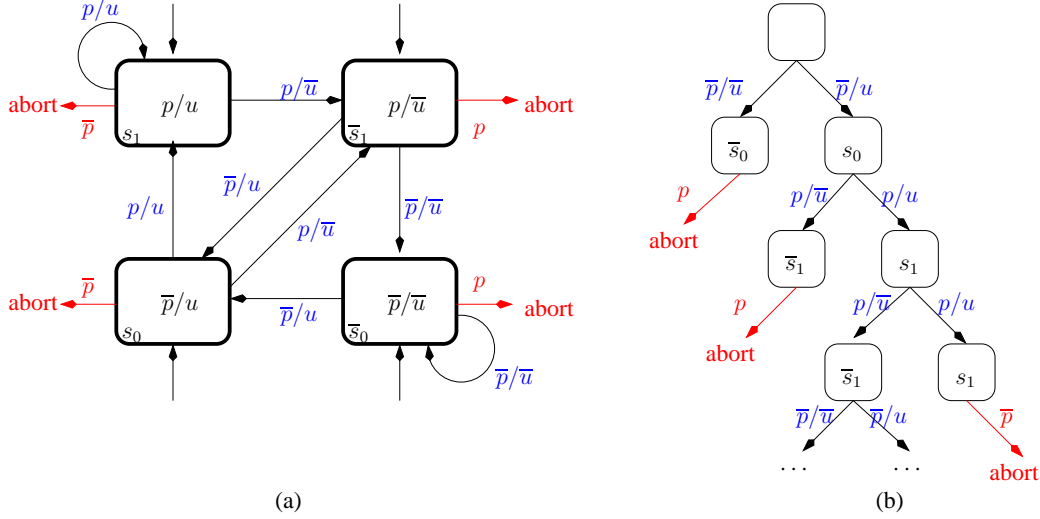 p/u
abort
p̅
p/u
s₁
p/u̅
p/u̅
s̅₁
abort
p
p/u
p̅/u
p/u̅
p̅/u̅
abort
p̅
p̅/u
s₀
p̅/u
p̅/u̅
s̅₀
p
abort
p̅/u̅
(a)
p̅/u̅
p̅/u
s̅₀
s₀
p
abort
p/u̅
p/u
s̅₁
s₁
p
abort
p/u̅
p/u
s̅₁
s₁
p̅/u̅
p̅/u
p̅
abort
...
...
(b)